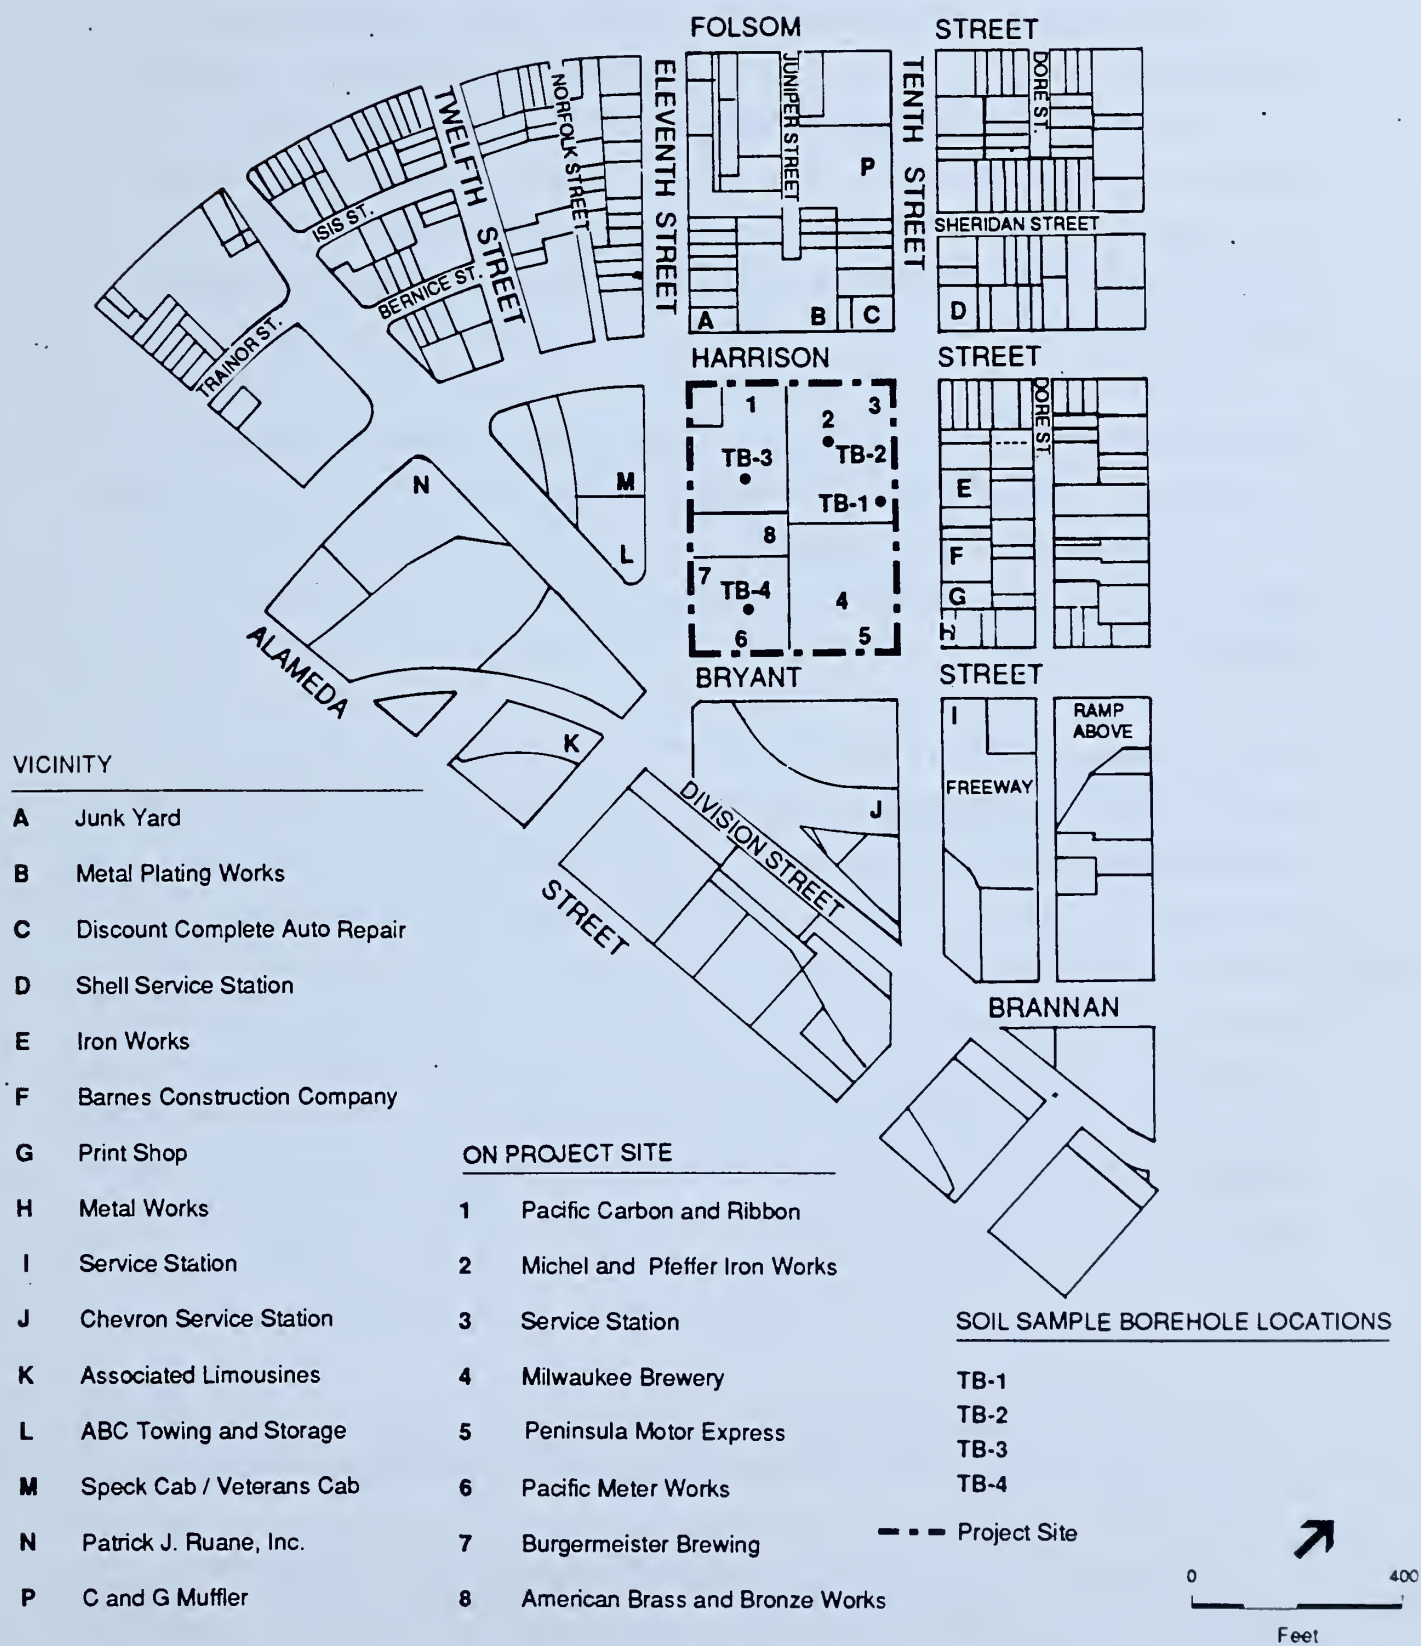 FOLSOM STREET
JUNIPER STREET
DORE ST.
NORFOLK STREET
TWELFTH STREET
ELEVENTH STREET
TENTH STREET
P
ISIS ST.
SHERIDAN STREET
BERNICE ST.
TRAINOR ST.
A B C D
HARRISON STREET
DORE ST.
1 2 3
TB-3 TB-2
N M E
TB-1
8
L F
7 TB-4 4 G
6 5 H
ALAMEDA
BRYANT STREET
I RAMP
ABOVE
K
FREEWAY
J
DIVISION STREET
STREET
BRANNAN
VICINITY
A Junk Yard
B Metal Plating Works
C Discount Complete Auto Repair
D Shell Service Station
E Iron Works
F Barnes Construction Company
G Print Shop
H Metal Works
I Service Station
J Chevron Service Station
K Associated Limousines
L ABC Towing and Storage
M Speck Cab / Veterans Cab
N Patrick J. Ruane, Inc.
P C and G Muffler
ON PROJECT SITE
1 Pacific Carbon and Ribbon
2 Michel and Pfeffer Iron Works
3 Service Station
4 Milwaukee Brewery
5 Peninsula Motor Express
6 Pacific Meter Works
7 Burgermeister Brewing
8 American Brass and Bronze Works
SOIL SAMPLE BOREHOLE LOCATIONS
TB-1
TB-2
TB-3
TB-4
Project Site
0 400
Feet